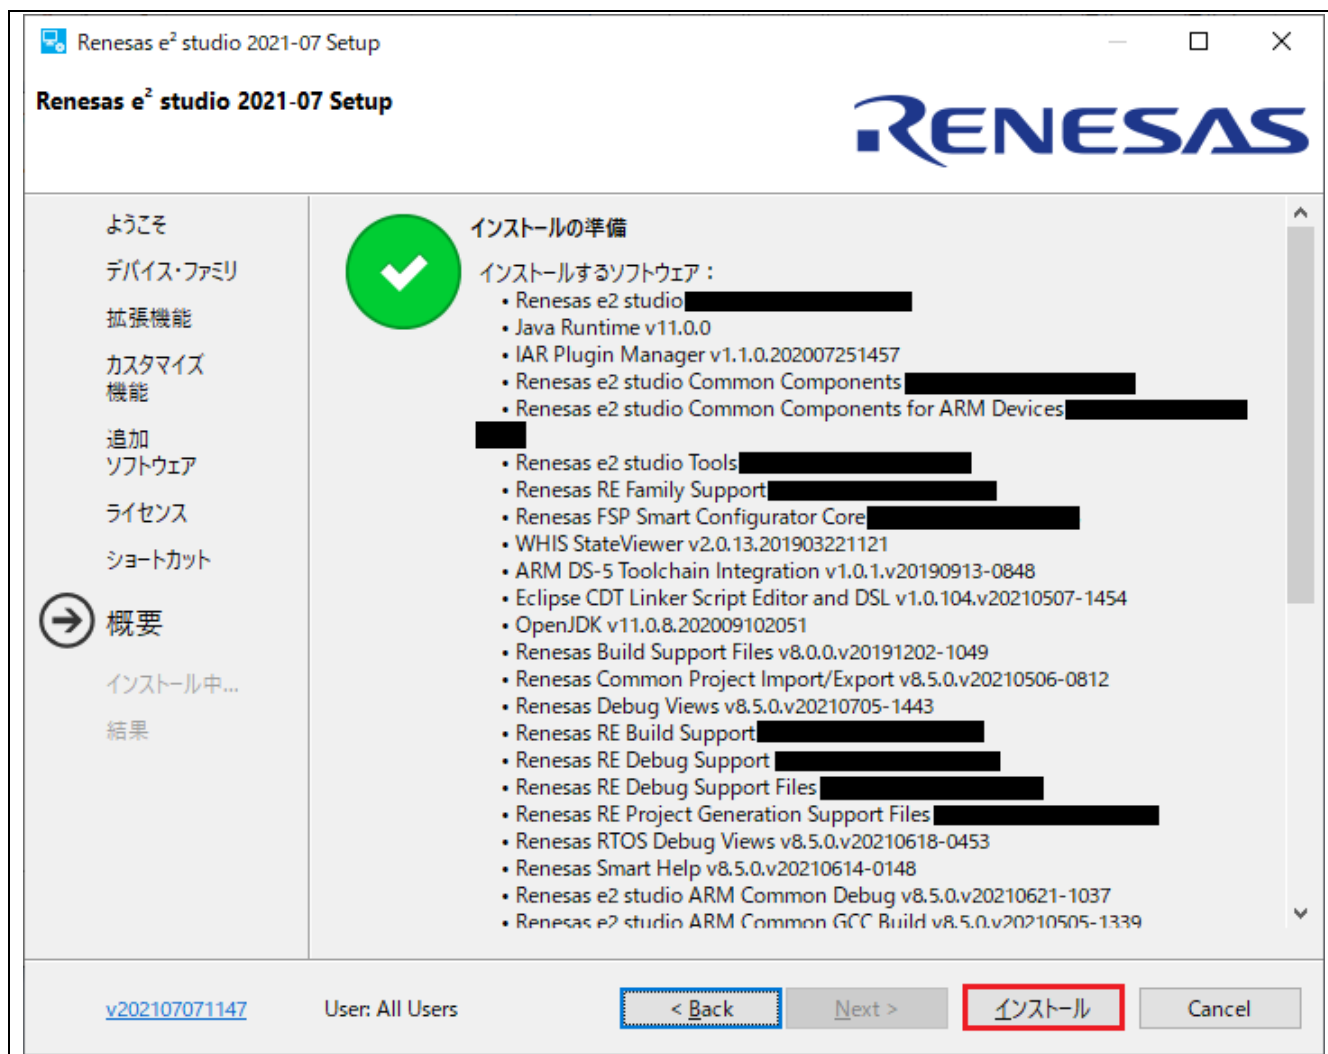 Renesas e² studio 2021-07 Setup
Renesas e² studio 2021-07 Setup
RENESAS
ようこそ
デバイス・ファミリ
拡張機能
カスタマイズ
機能
追加
ソフトウェア
ライセンス
ショートカット
概要
インストール中...
結果
インストールの準備
インストールするソフトウェア：
• Renesas e2 studio
• Java Runtime v11.0.0
• IAR Plugin Manager v1.1.0.202007251457
• Renesas e2 studio Common Components
• Renesas e2 studio Common Components for ARM Devices
• Renesas e2 studio Tools
• Renesas RE Family Support
• Renesas FSP Smart Configurator Core
• WHIS StateViewer v2.0.13.201903221121
• ARM DS-5 Toolchain Integration v1.0.1.v20190913-0848
• Eclipse CDT Linker Script Editor and DSL v1.0.104.v20210507-1454
• OpenJDK v11.0.8.202009102051
• Renesas Build Support Files v8.0.0.v20191202-1049
• Renesas Common Project Import/Export v8.5.0.v20210506-0812
• Renesas Debug Views v8.5.0.v20210705-1443
• Renesas RE Build Support
• Renesas RE Debug Support
• Renesas RE Debug Support Files
• Renesas RE Project Generation Support Files
• Renesas RTOS Debug Views v8.5.0.v20210618-0453
• Renesas Smart Help v8.5.0.v20210614-0148
• Renesas e2 studio ARM Common Debug v8.5.0.v20210621-1037
• Renesas e2 studio ARM Common GCC Build v8.5.0.v20210505-1339
v202107071147
User: All Users
< Back
Next >
インストール
Cancel